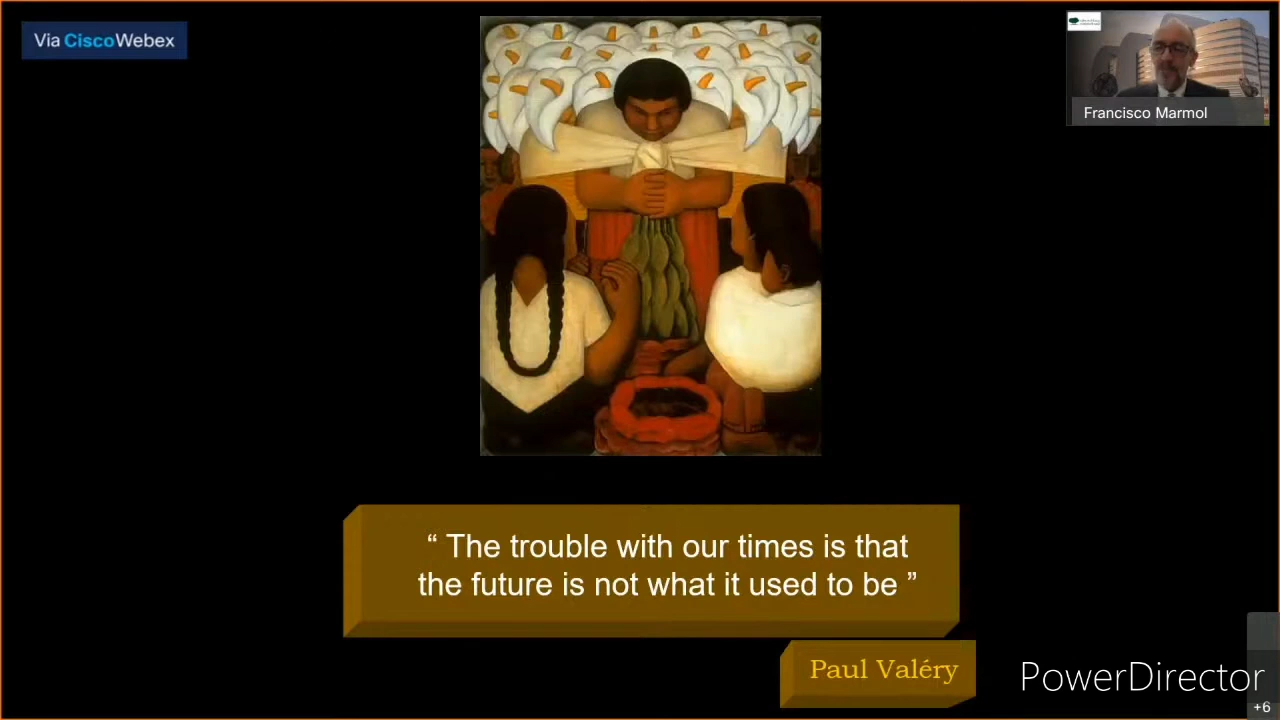 Via CiscoWebex
Francisco Marmol
“ The trouble with our times is that
the future is not what it used to be ”
Paul Valéry
PowerDirector
+6